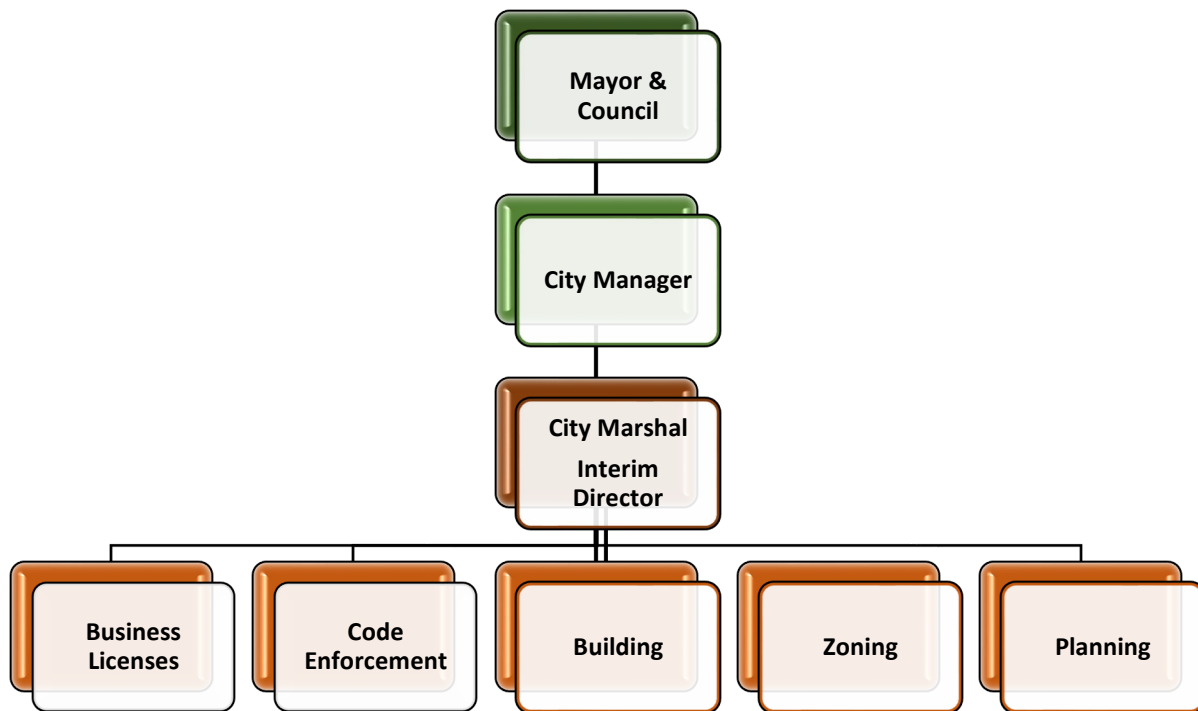 Mayor &
Council
City Manager
City Marshal
Interim
Director
Business
Licenses
Code
Enforcement
Building
Zoning
Planning